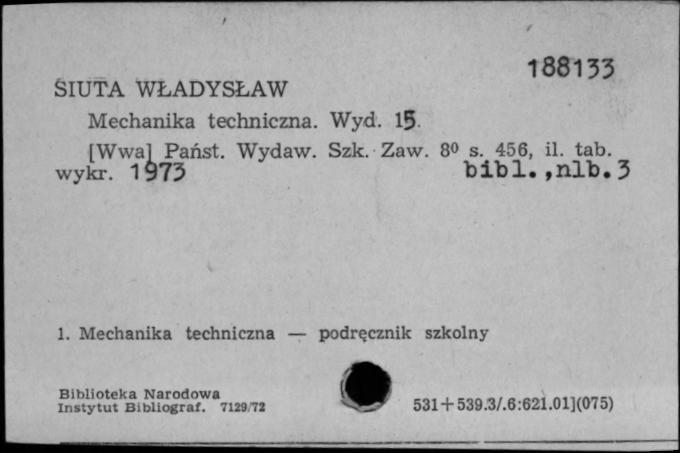 188133
SIUTA WŁADYSŁAW
Mechanika techniczna. Wyd. 15.
[Wwa] Państ. Wydaw. Szk. Zaw. 8⁰ s. 456, il. tab.
wykr. 1973 bibl.,nlb.3
1. Mechanika techniczna — podręcznik szkolny
Biblioteka Narodowa
Instytut Bibliograf. 7129/72 531+539.3/.6:621.01](075)